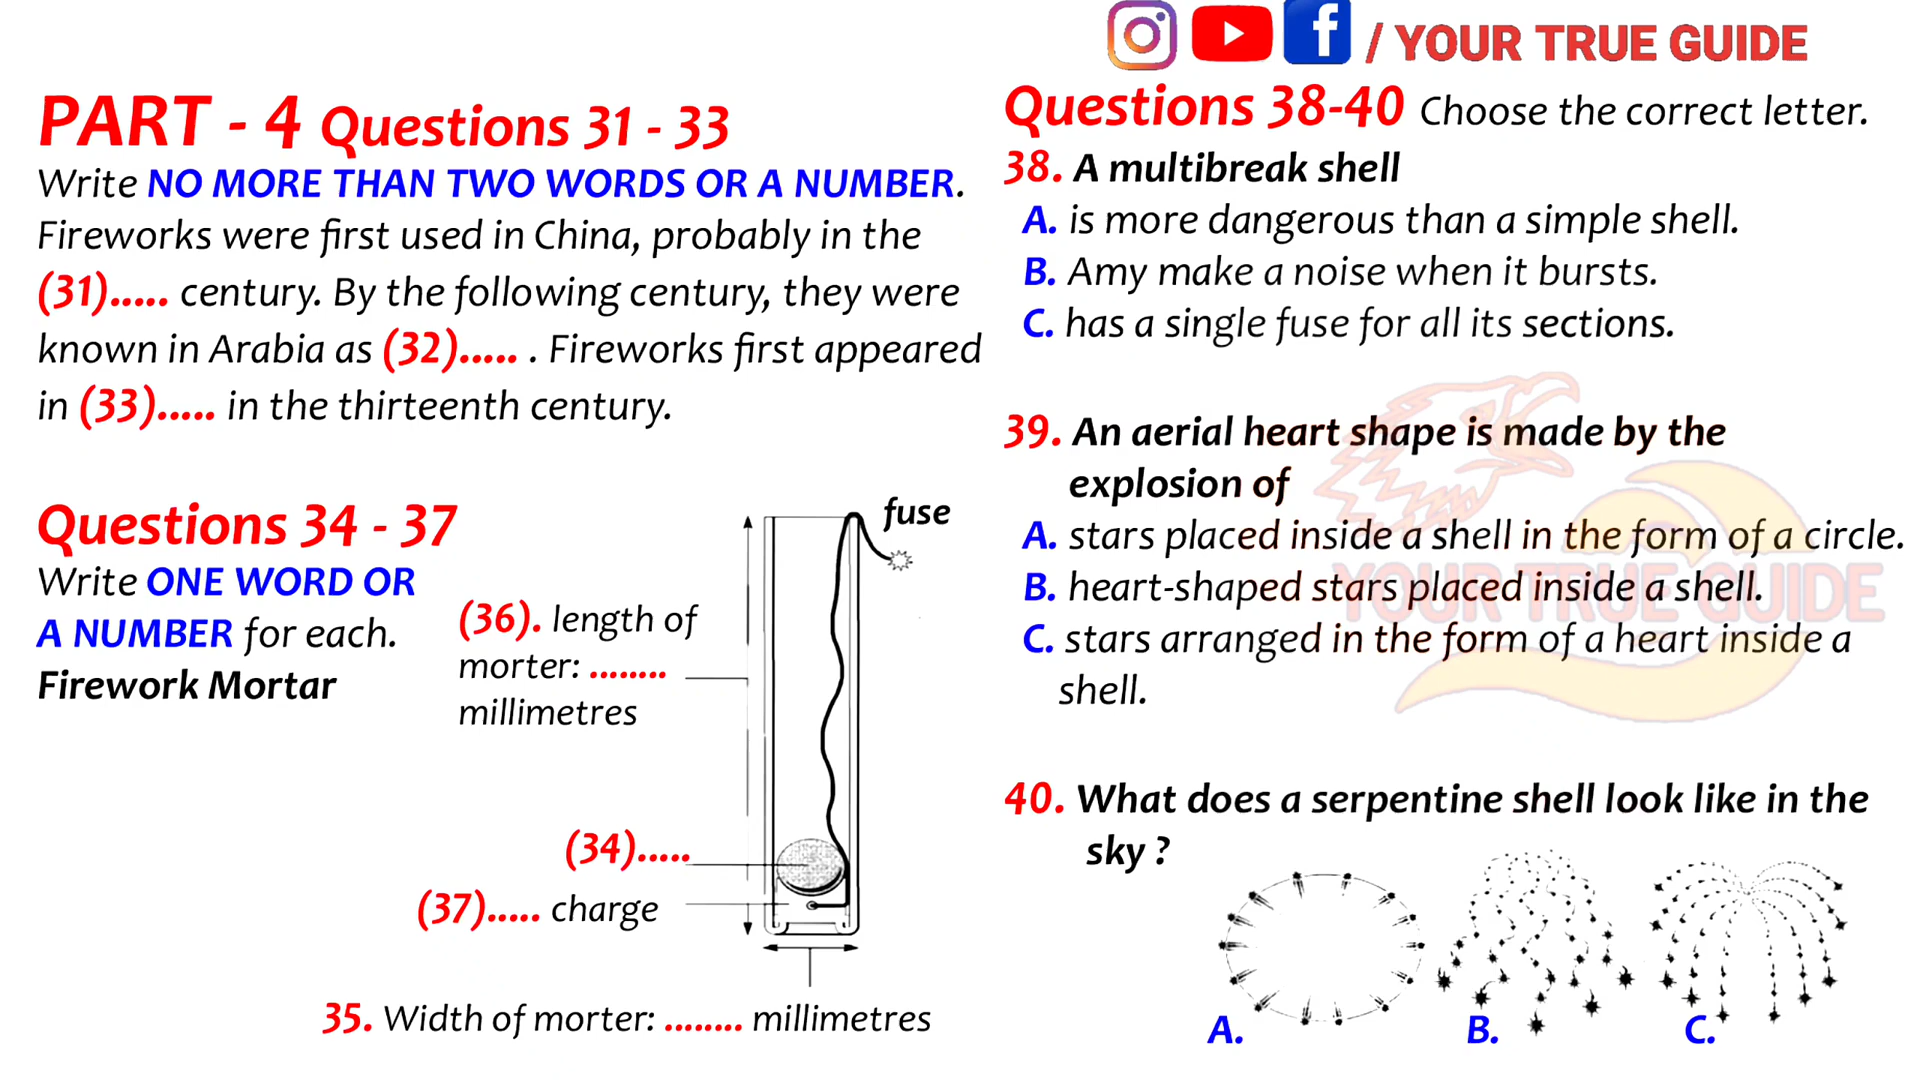 / YOUR TRUE GUIDE
PART - 4 Questions 31 - 33
Write NO MORE THAN TWO WORDS OR A NUMBER.
Fireworks were first used in China, probably in the
(31)..... century. By the following century, they were
known in Arabia as (32)..... . Fireworks first appeared
in (33)..... in the thirteenth century.
Questions 34 - 37
Write ONE WORD OR
A NUMBER for each.
Firework Mortar
fuse
(36). length of
morter: ........
millimetres
(34).....
(37)..... charge
35. Width of morter: ........ millimetres
Questions 38-40 Choose the correct letter.
38. A multibreak shell
A. is more dangerous than a simple shell.
B. Amy make a noise when it bursts.
C. has a single fuse for all its sections.
39. An aerial heart shape is made by the
explosion of
A. stars placed inside a shell in the form of a circle.
B. heart-shaped stars placed inside a shell.
C. stars arranged in the form of a heart inside a
shell.
YOUR TRUE GUIDE
40. What does a serpentine shell look like in the
sky ?
A. B. C.